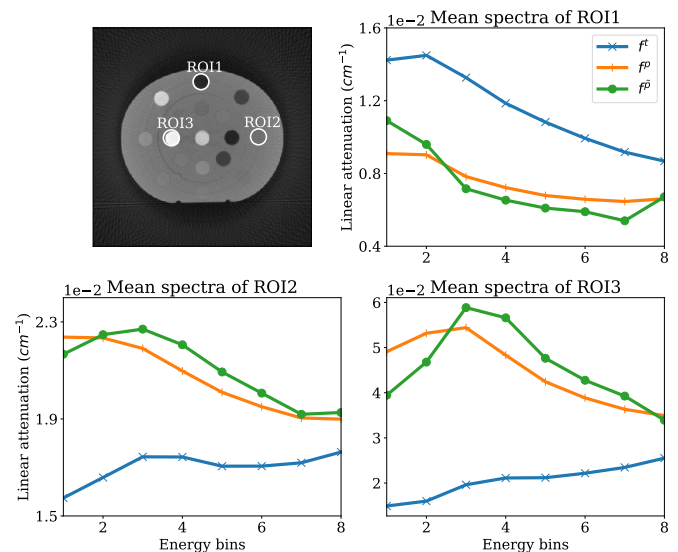 ROI1
ROI2
ROI3
Mean spectra of ROI1
1e−2
1.6
1.2
0.8
0.4
Linear attenuation (cm⁻¹)
2
4
6
8
fᵗ
fᵖ
f^p̃
Mean spectra of ROI2
1e−2
2.3
1.9
1.5
Linear attenuation (cm⁻¹)
2
4
6
8
Energy bins
Mean spectra of ROI3
1e−2
6
5
4
3
2
2
4
6
8
Energy bins